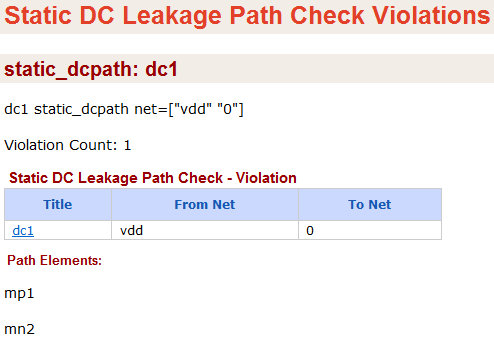 Static DC Leakage Path Check Violations
static_dcpath: dc1
dc1 static_dcpath net=["vdd" "0"]
Violation Count: 1
Static DC Leakage Path Check - Violation
Title From Net To Net
dc1 vdd 0
Path Elements:
mp1
mn2